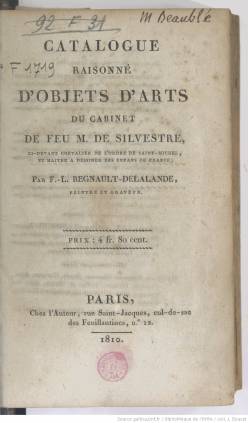 92 F 31
M Beaublé
F 1719
CATALOGUE
RAISONNÉ
D'OBJETS D'ARTS
DU CABINET
DE FEU M. DE SILVESTRE,
CI-DEVANT CHEVALIER DE L'ORDRE DE SAINT-MICHEL,
ET MAITRE A DESSINER DES ENFANS DE FRANCE;
PAR F.-L. REGNAULT-DELALANDE,
PEINTRE ET GRAVEUR.
PRIX : 4 fr. 80 cent.
PARIS,
Chez l'Auteur, rue Saint-Jacques, cul-de-sac
des Feuillantines, n.° 12.
1810.